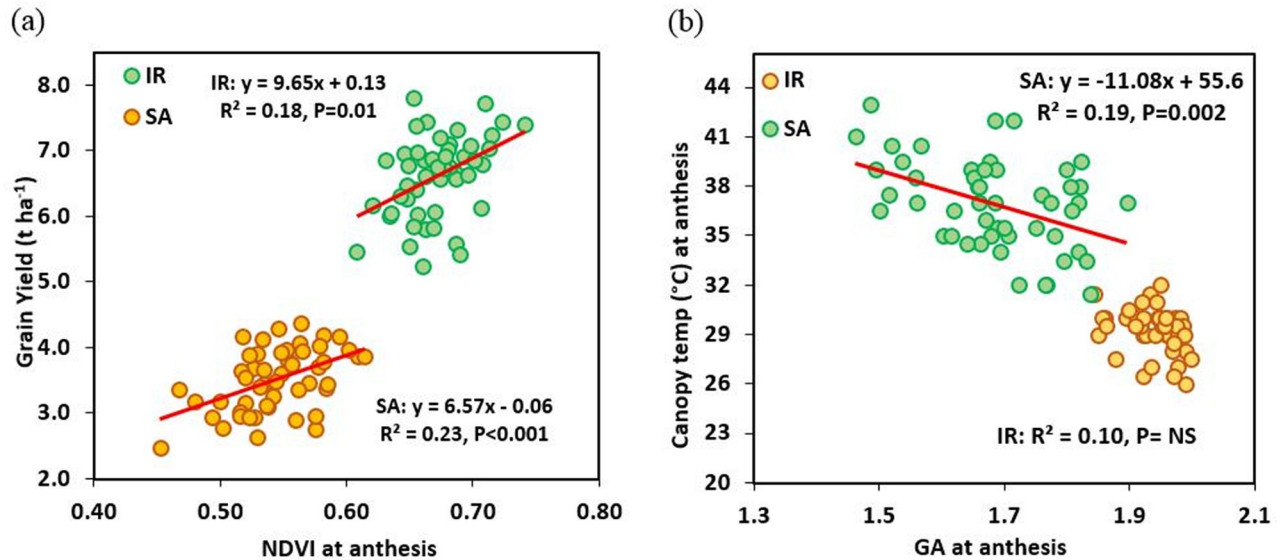 (a)
Grain Yield (t ha-1)
8.0
7.0
6.0
5.0
4.0
3.0
2.0
IR
SA
IR: y = 9.65x + 0.13
R² = 0.18, P=0.01
SA: y = 6.57x - 0.06
R² = 0.23, P<0.001
0.40 0.50 0.60 0.70 0.80
NDVI at anthesis
(b)
Canopy temp (°C) at anthesis
44
41
38
35
32
29
26
23
20
IR
SA
SA: y = -11.08x + 55.6
R² = 0.19, P=0.002
IR: R² = 0.10, P= NS
1.3 1.5 1.7 1.9 2.1
GA at anthesis